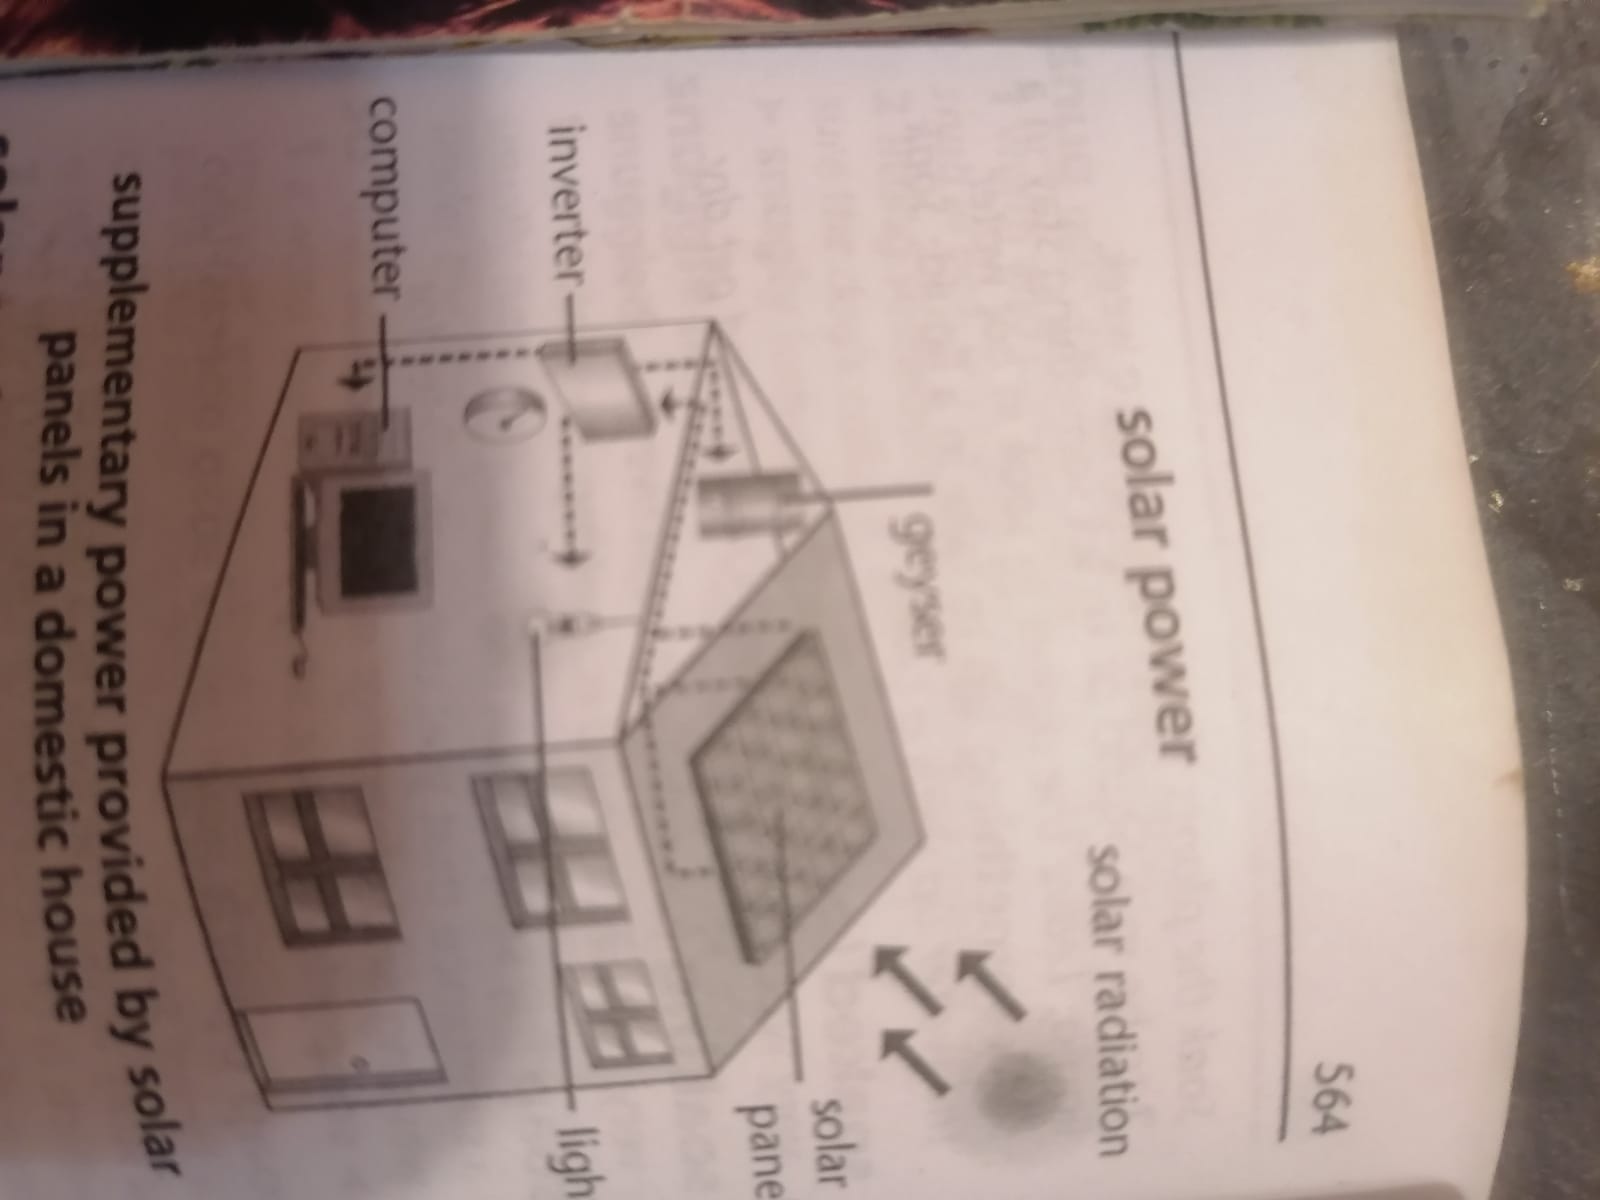 564
solar power
solar radiation
geyser
solar
pane
inverter
ligh
computer
supplementary power provided by solar
panels in a domestic house